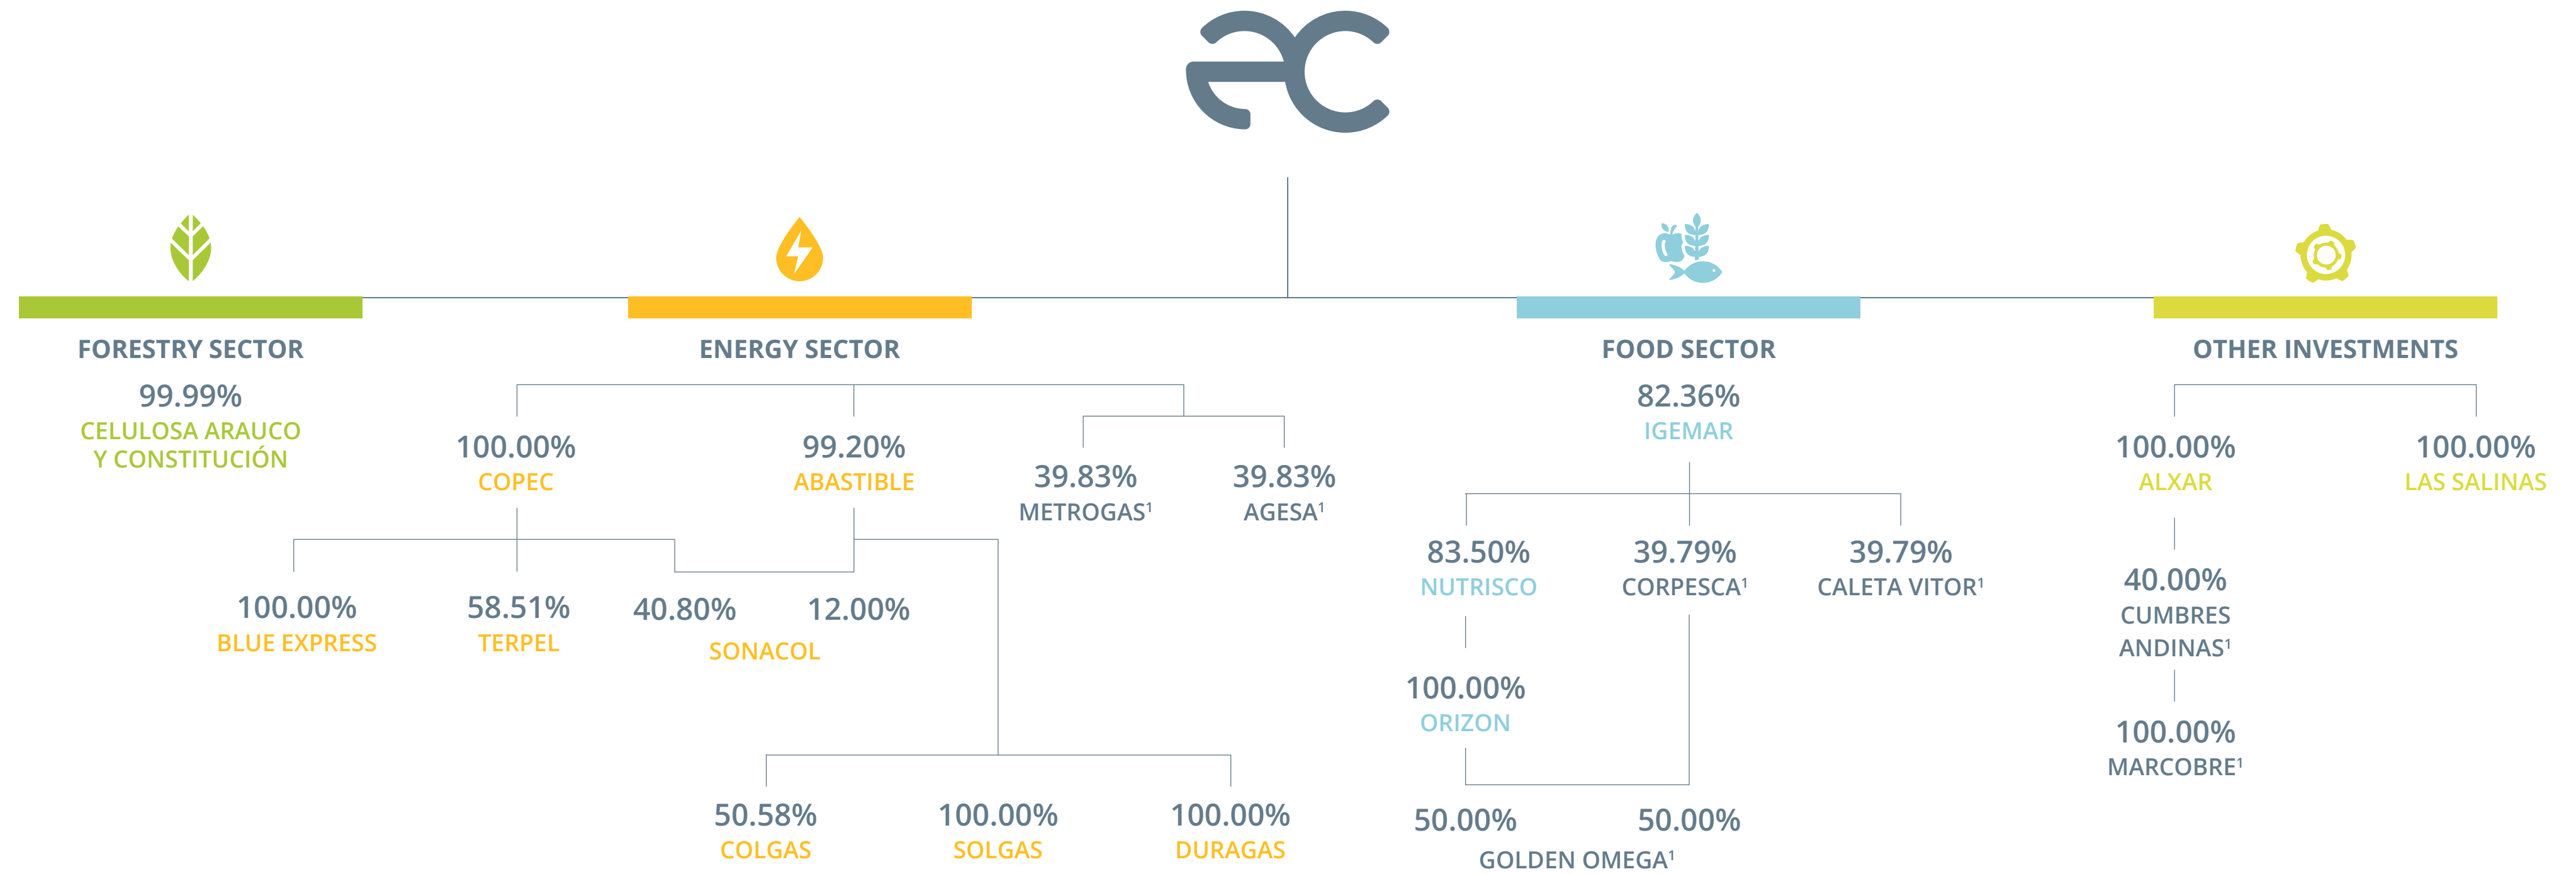 ec
FORESTRY SECTOR
99.99%
CELULOSA ARAUCO
Y CONSTITUCIÓN
ENERGY SECTOR
100.00%
COPEC
99.20%
ABASTIBLE
39.83%
METROGAS¹
39.83%
AGESA¹
100.00%
BLUE EXPRESS
58.51%
TERPEL
40.80%
12.00%
SONACOL
50.58%
COLGAS
100.00%
SOLGAS
100.00%
DURAGAS
FOOD SECTOR
82.36%
IGEMAR
83.50%
NUTRISCO
39.79%
CORPESCA¹
39.79%
CALETA VITOR¹
100.00%
ORIZON
50.00%
50.00%
GOLDEN OMEGA¹
OTHER INVESTMENTS
100.00%
ALXAR
100.00%
LAS SALINAS
40.00%
CUMBRES
ANDINAS¹
100.00%
MARCOBRE¹